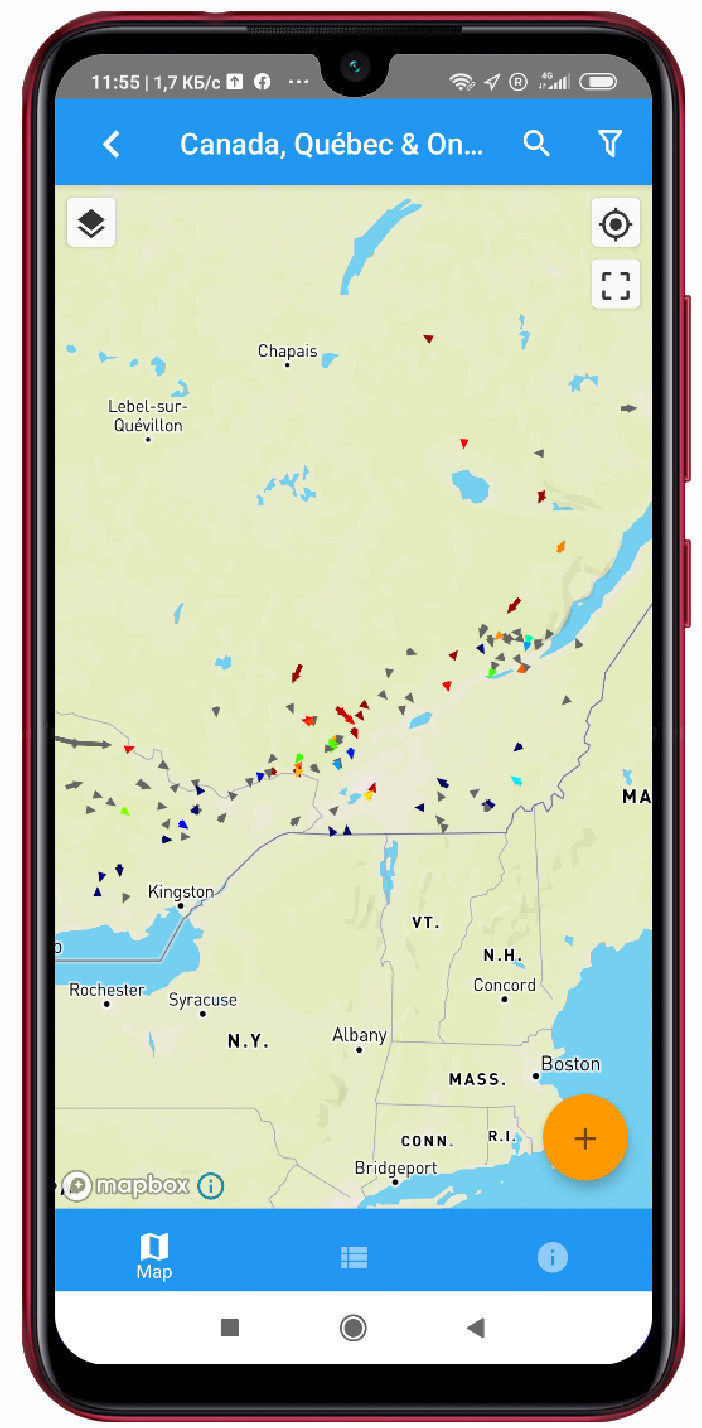 11:55 | 1,7 КБ/с ...
R 4G
Canada, Québec & On...
Chapais
Lebel-sur-
Quévillon
MA
Kingston
VT.
N.H.
Rochester
Concord
Syracuse
Albany
N.Y.
Boston
MASS.
CONN.
R.I.
Bridgeport
mapbox
Map